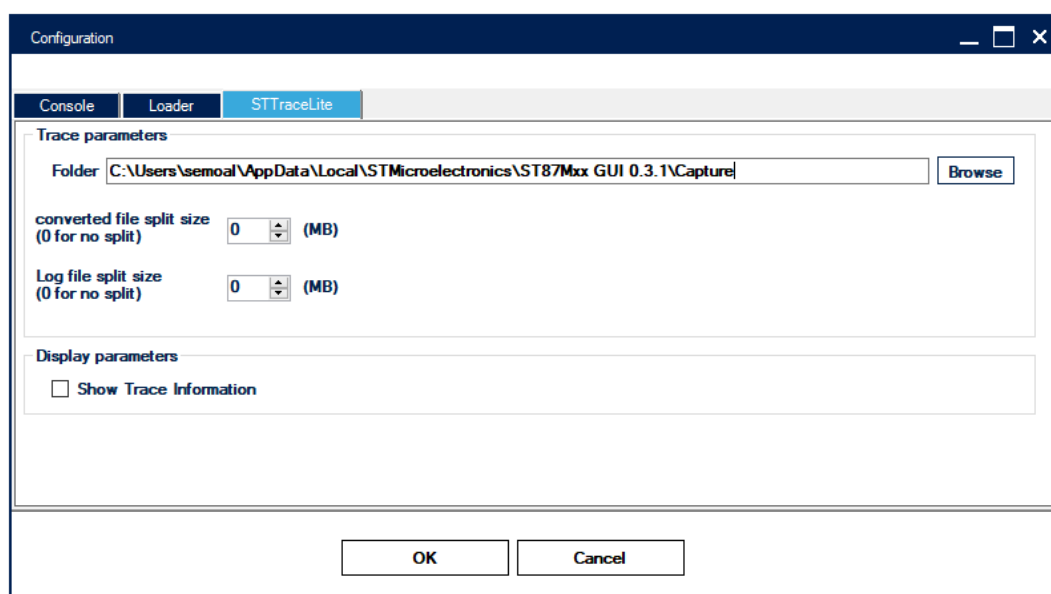 Configuration
Console Loader STTraceLite
Trace parameters
Folder C:\Users\semoal\AppData\Local\STMicroelectronics\ST87Mxx GUI 0.3.1\Capture Browse
converted file split size
(0 for no split) 0 (MB)
Log file split size
(0 for no split) 0 (MB)
Display parameters
Show Trace Information
OK Cancel